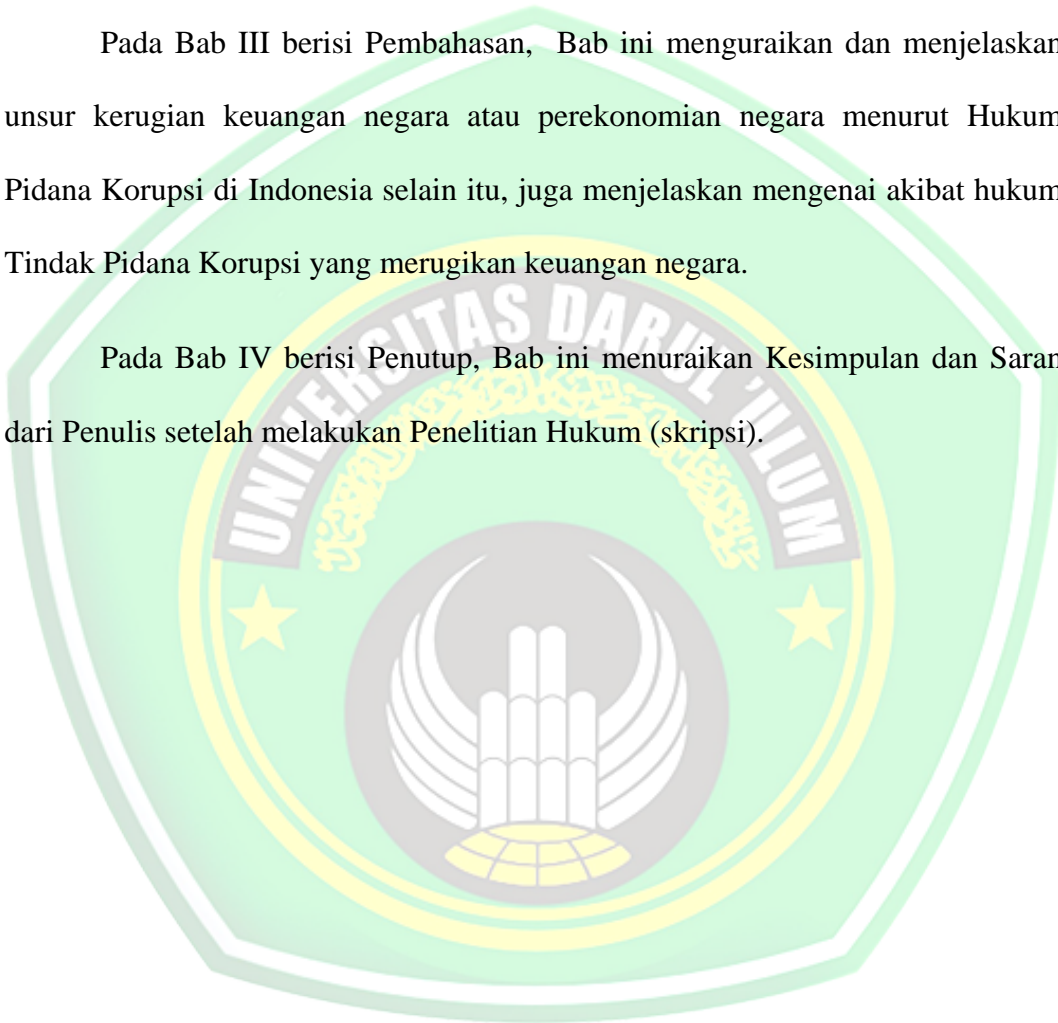 Pada Bab III berisi Pembahasan, Bab ini menguraikan dan menjelaskan
unsur kerugian keuangan negara atau perekonomian negara menurut Hukum
Pidana Korupsi di Indonesia selain itu, juga menjelaskan mengenai akibat hukum
Tindak Pidana Korupsi yang merugikan keuangan negara.
Pada Bab IV berisi Penutup, Bab ini menuraikan Kesimpulan dan Saran
dari Penulis setelah melakukan Penelitian Hukum (skripsi).
UNIVERSITAS DARUL 'ULUM